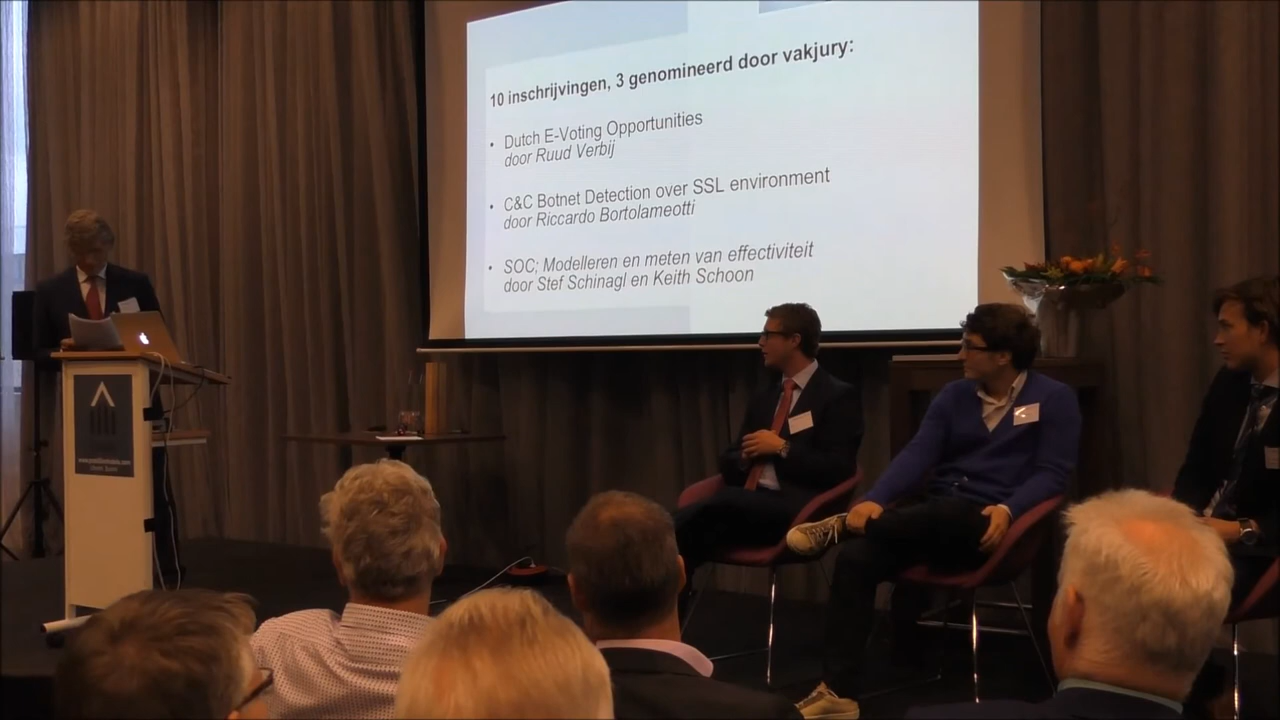 10 inschrijvingen, 3 genomineerd door vakjury:
• Dutch E-Voting Opportunities
door Ruud Verbij
• C&C Botnet Detection over SSL environment
door Riccardo Bortolameotti
• SOC; Modelleren en meten van effectiviteit
door Stef Schinagl en Keith Schoon